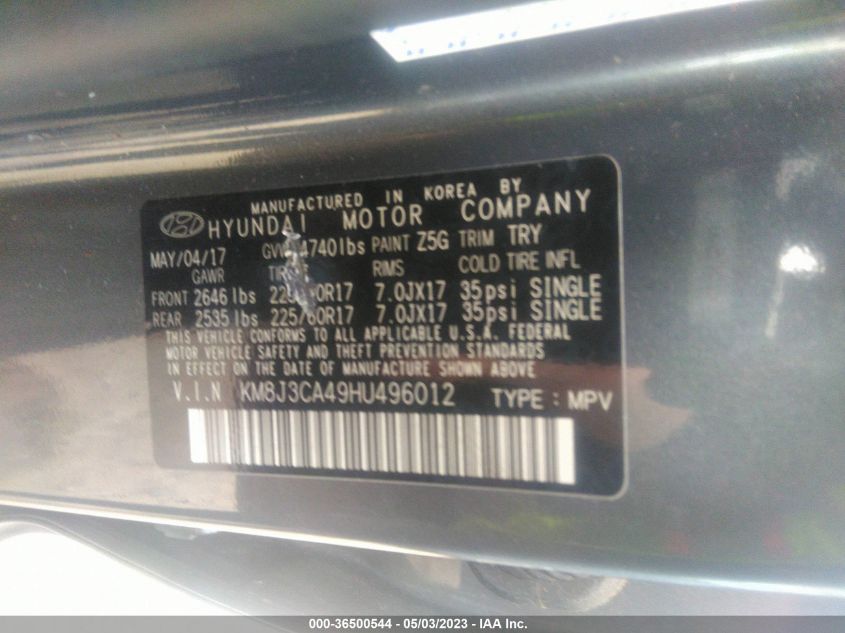 MANUFACTURED IN KOREA BY
HYUNDAI MOTOR COMPANY
MAY/04/17 4740lbs PAINT Z5G TRIM TRY
GAWR RIMS COLD TIRE INFL
FRONT 2646 lbs 7.0JX17 35psi SINGLE
REAR 2535 lbs 225/60R17 7.0JX17 35psi SINGLE
THIS VEHICLE CONFORMS TO ALL APPLICABLE U.S.A. FEDERAL
MOTOR VEHICLE SAFETY AND THEFT PREVENTION STANDARDS
IN EFFECT ON THE DATE OF MANUFACTURE SHOWN ABOVE
V.I.N KM8J3CA49HU496012 TYPE : MPV
000-36500544 - 05/03/2023 - IAA Inc.